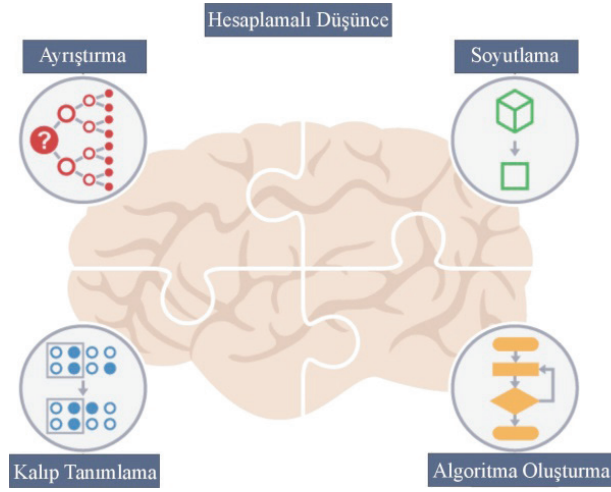 Hesaplamalı Düşünce
Ayrıştırma
Soyutlama
?
Kalıp Tanımlama
Algoritma Oluşturma